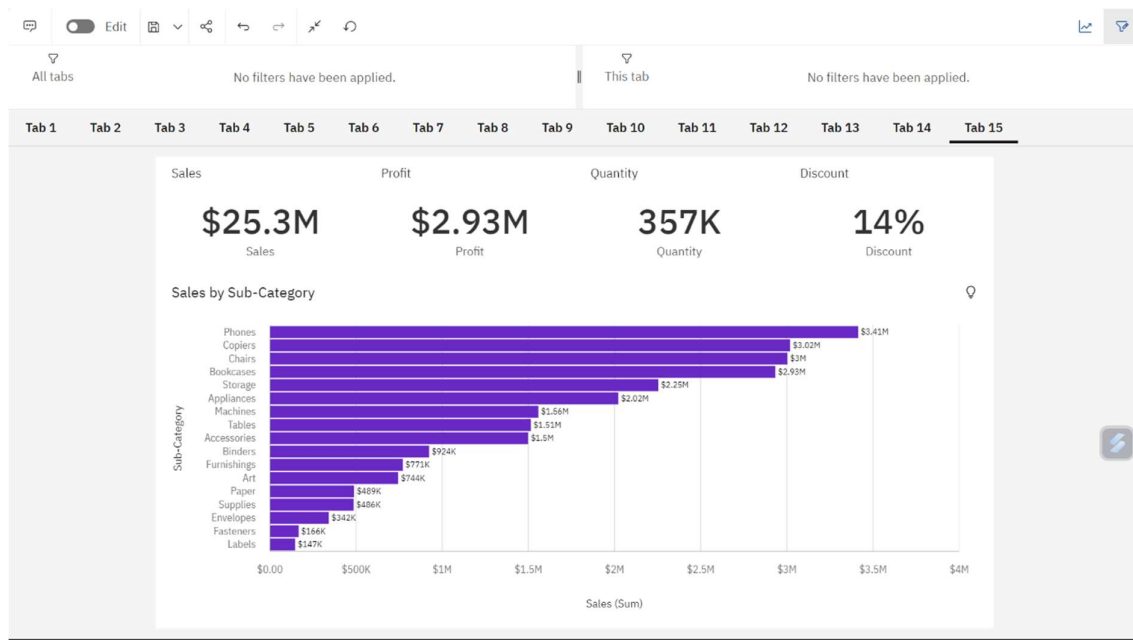 Edit
All tabs
No filters have been applied.
This tab
No filters have been applied.
Tab 1 Tab 2 Tab 3 Tab 4 Tab 5 Tab 6 Tab 7 Tab 8 Tab 9 Tab 10 Tab 11 Tab 12 Tab 13 Tab 14 Tab 15
Sales Profit Quantity Discount
$25.3M $2.93M 357K 14%
Sales Profit Quantity Discount
Sales by Sub-Category
Sub-Category
Phones $3.41M
Copiers $3.02M
Chairs $3M
Bookcases $2.93M
Storage $2.25M
Appliances $2.02M
Machines $1.56M
Tables $1.51M
Accessories $1.5M
Binders $924K
Furnishings $771K
Art $744K
Paper $489K
Supplies $486K
Envelopes $342K
Fasteners $166K
Labels $147K
$0.00 $500K $1M $1.5M $2M $2.5M $3M $3.5M $4M
Sales (Sum)